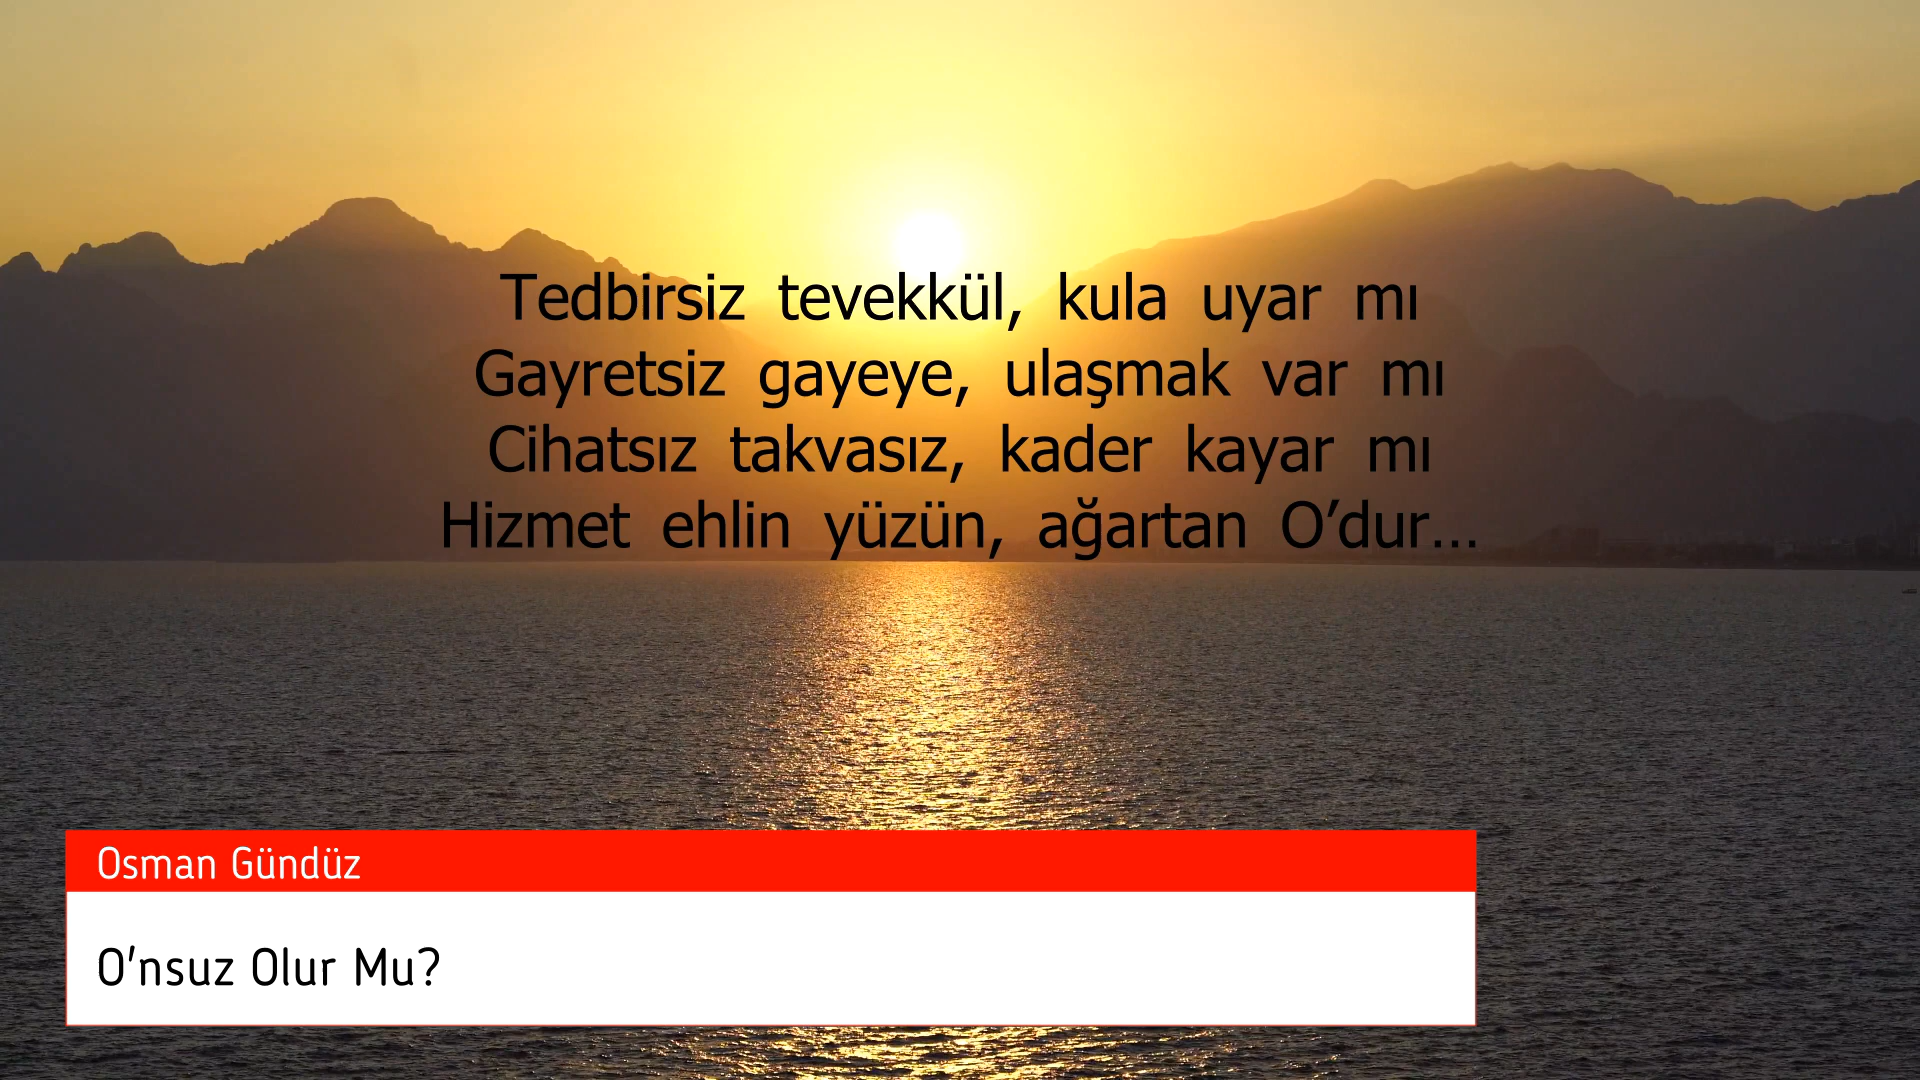 Tedbirsiz tevekkül, kula uyar mı
Gayretsiz gayeye, ulaşmak var mı
Cihatsız takvasız, kader kayar mı
Hizmet ehlin yüzün, ağartan O’dur...
Osman Gündüz
O'nsuz Olur Mu?